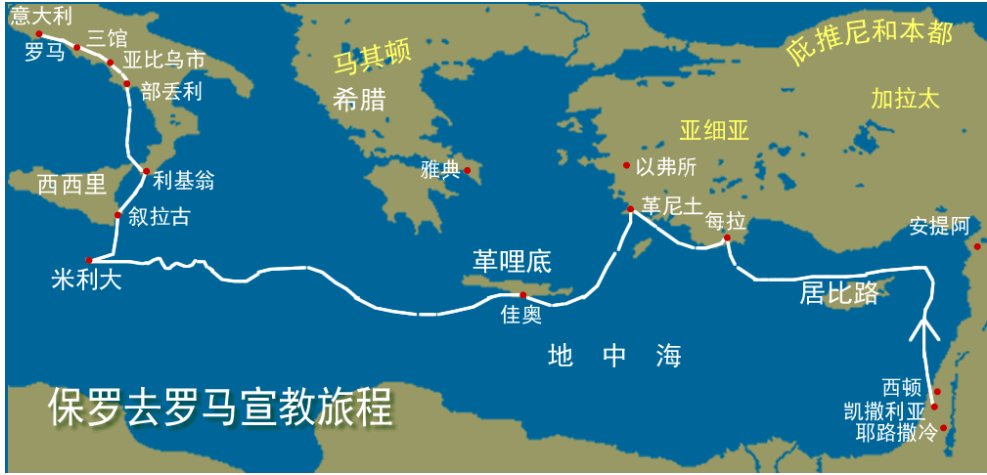 意大利
罗马
三馆
亚比乌市
部丢利
马其顿
希腊
庇推尼和本都
加拉太
亚细亚
雅典
以弗所
西西里
利基翁
叙拉古
革尼土
每拉
安提阿
米利大
革哩底
佳奥
居比路
地中海
西顿
凯撒利亚
耶路撒冷
保罗去罗马宣教旅程